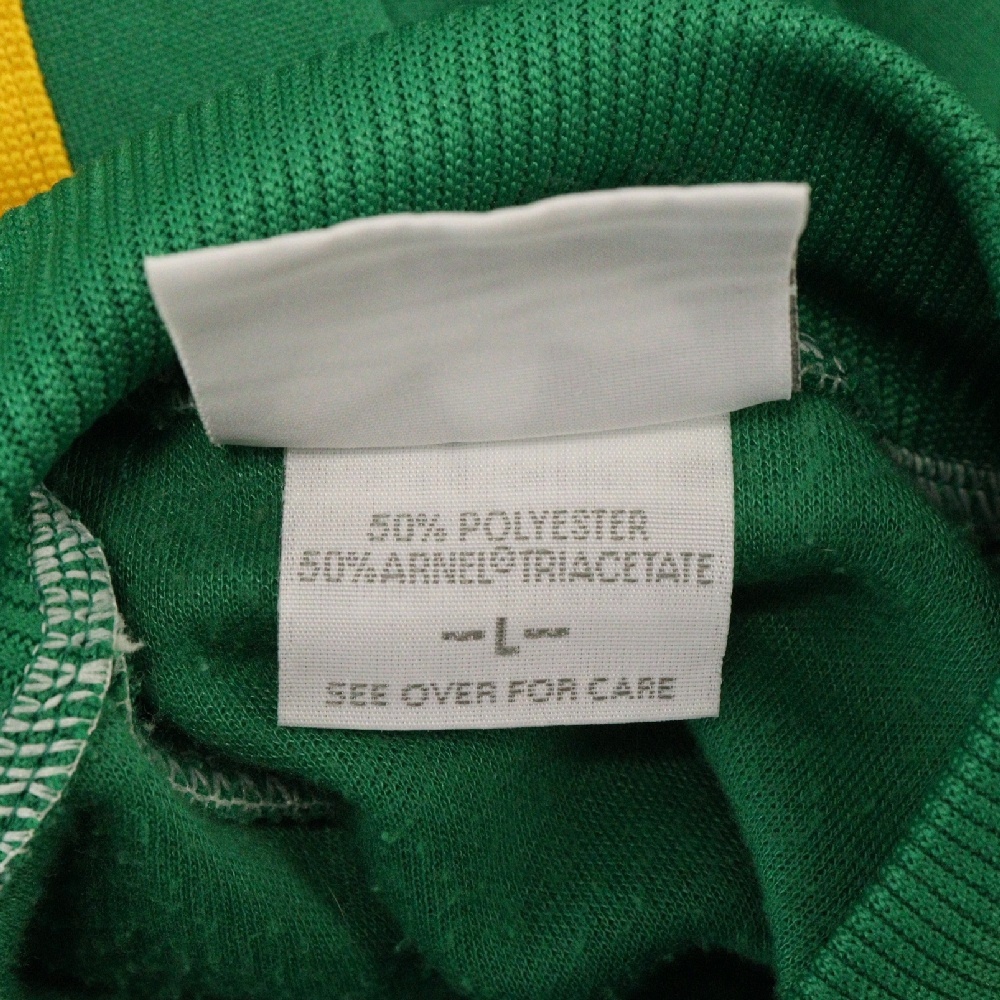 50% POLYESTER
50% ARNEL® TRIACETATE
—L—
SEE OVER FOR CARE